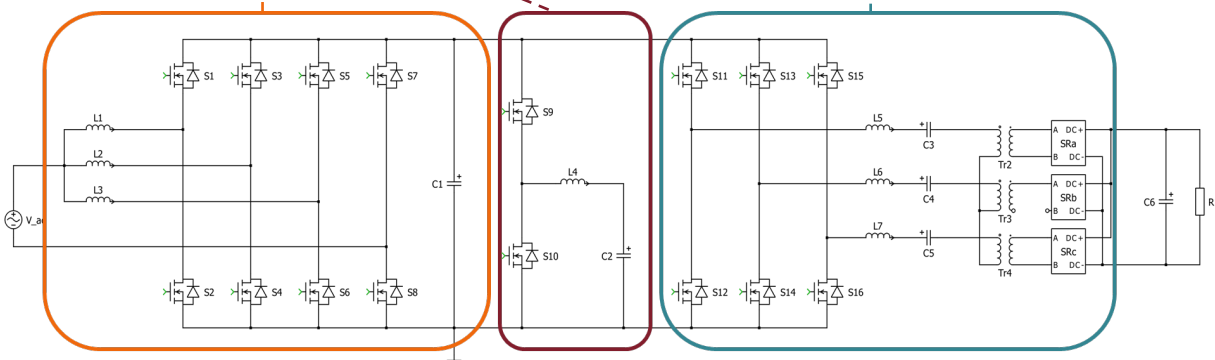 S1 S3 S5 S7 S11 S13 S15
S9
L1 L5 A DC+
C3 SRa
B DC-
Tr2
L2
L4 L6 A DC+
C1 C4 SRb C6 R
L3 B DC-
Tr3
V_a
L7 A DC+
C5 SRc
S10 C2 B DC-
Tr4
S2 S4 S6 S8 S12 S14 S16